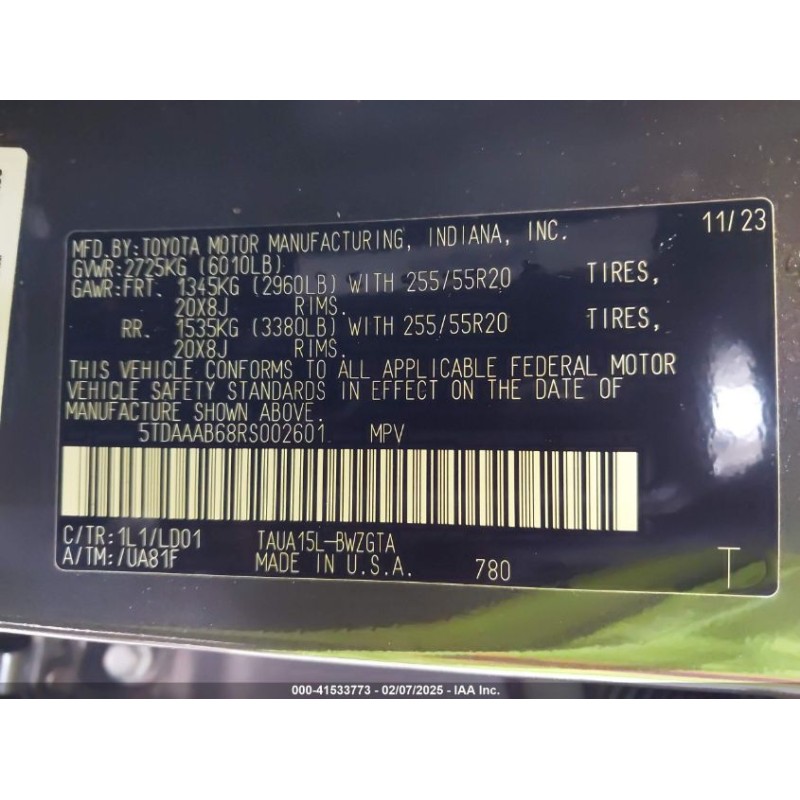 MFD.BY:TOYOTA MOTOR MANUFACTURING, INDIANA, INC. 11/23
GVWR:2725KG (6010LB)
GAWR:FRT. 1345KG (2960LB) WITH 255/55R20 TIRES,
20X8J RIMS.
RR. 1535KG (3380LB) WITH 255/55R20 TIRES,
20X8J RIMS.
THIS VEHICLE CONFORMS TO ALL APPLICABLE FEDERAL MOTOR
VEHICLE SAFETY STANDARDS IN EFFECT ON THE DATE OF
MANUFACTURE SHOWN ABOVE.
5TDAAAB68RS002601 MPV
C/TR:1L1/LD01 TAUA15L-BWZGTA
A/TM:/UA81F MADE IN U.S.A. 780 T
000-41533773 - 02/07/2025 - IAA Inc.